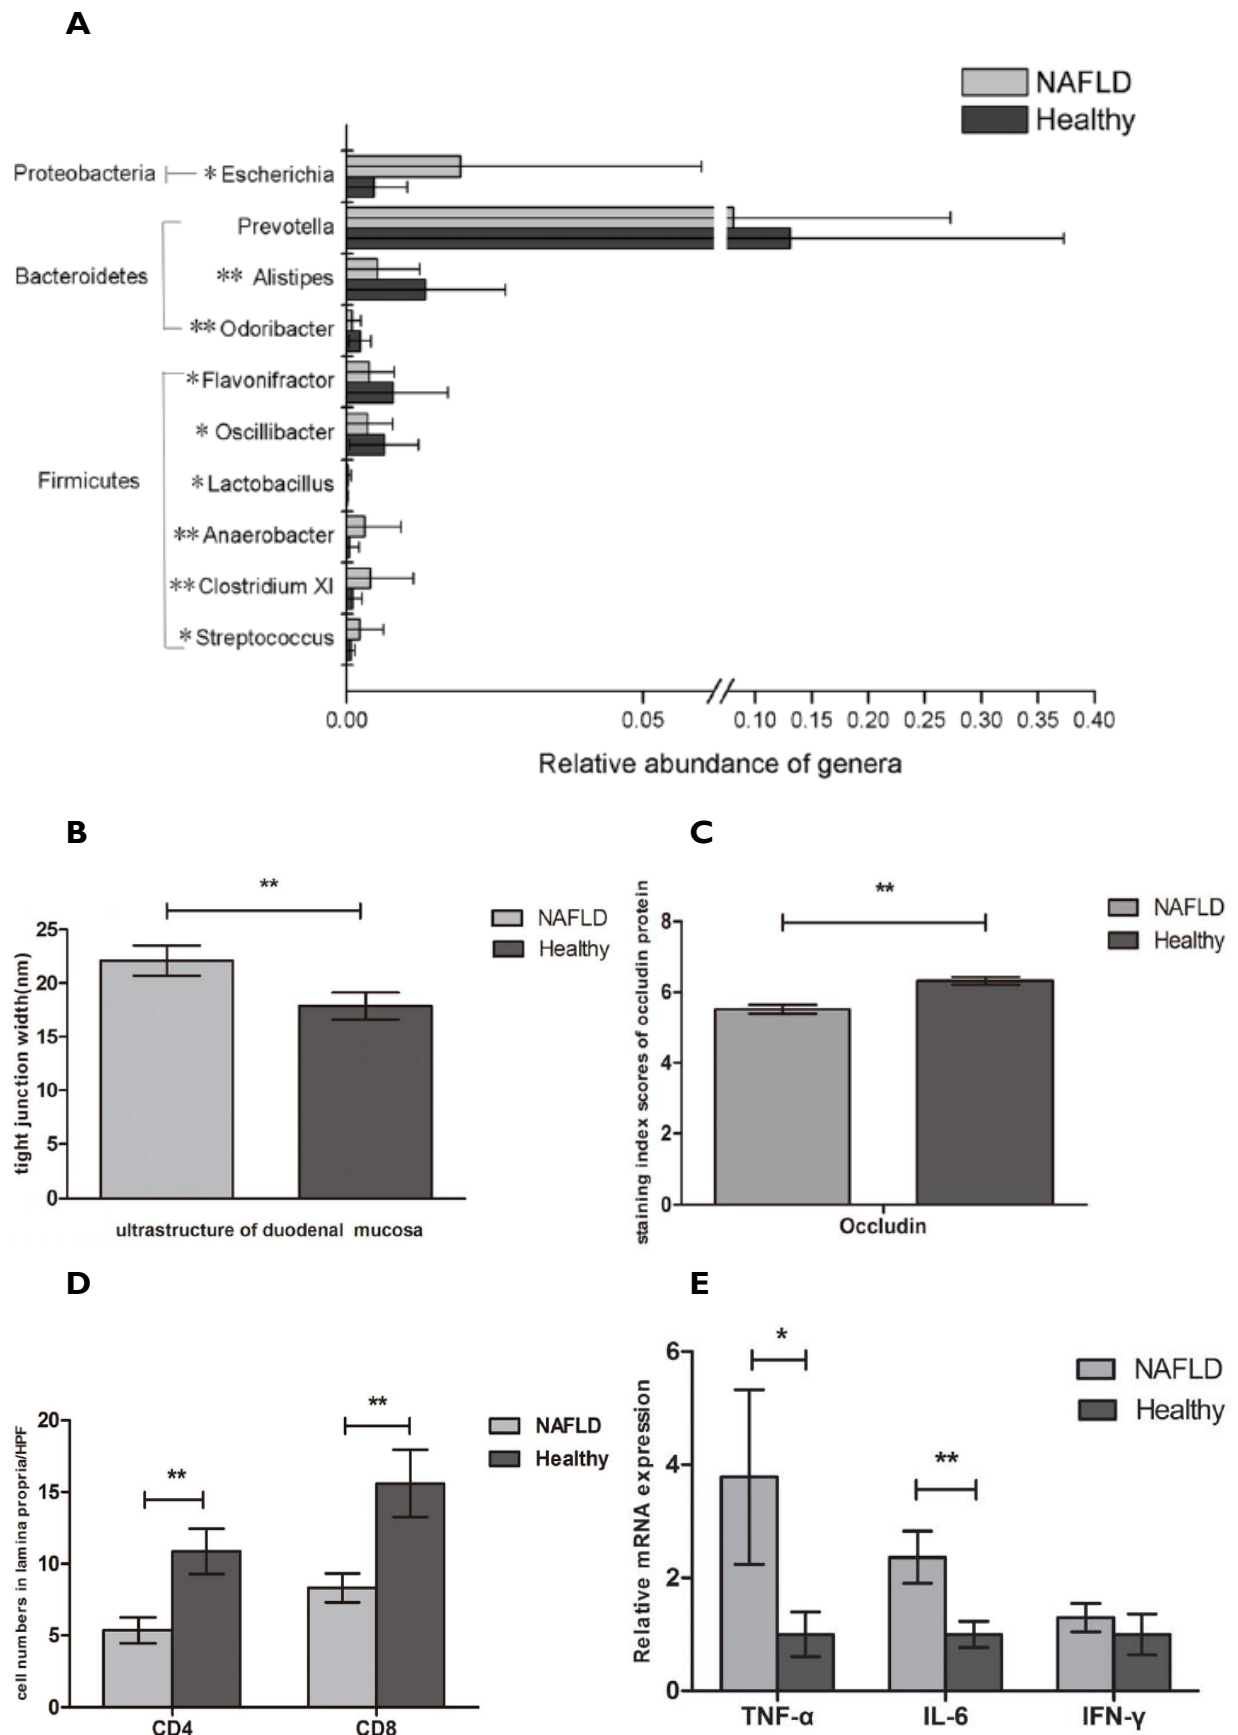 A
NAFLD
Healthy
Proteobacteria
* Escherichia
Prevotella
Bacteroidetes
** Alistipes
** Odoribacter
* Flavonifractor
* Oscillibacter
Firmicutes
* Lactobacillus
** Anaerobacter
** Clostridium XI
* Streptococcus
0.00 0.05 0.10 0.15 0.20 0.25 0.30 0.35 0.40
Relative abundance of genera
B
**
NAFLD
Healthy
25
20
15
10
5
0
tight junction width(nm)
ultrastructure of duodenal mucosa
C
**
NAFLD
Healthy
8
6
4
2
0
staining index scores of occludin protein
Occludin
D
**
**
NAFLD
Healthy
20
15
10
5
0
cell numbers in lamina propria/HPF
CD4 CD8
E
*
**
NAFLD
Healthy
6
4
2
0
Relative mRNA expression
TNF-α IL-6 IFN-γ